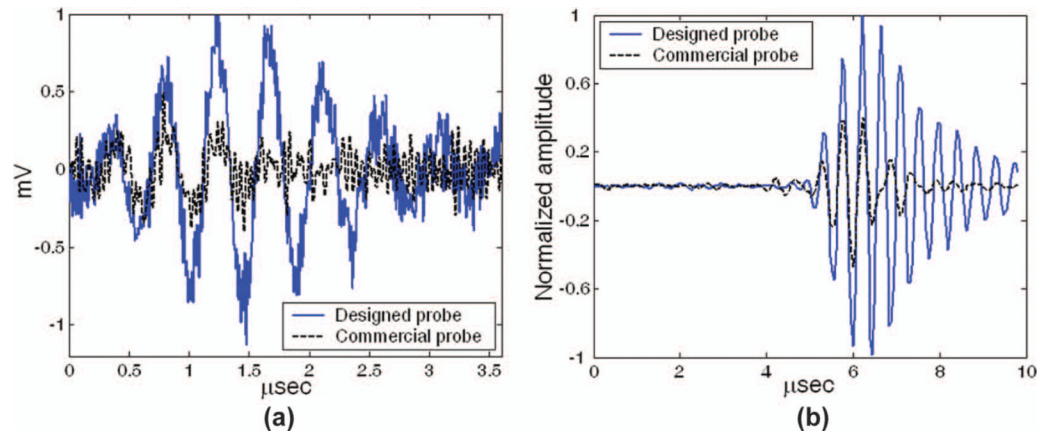 1
0.5
0
-0.5
-1
mV
Designed probe
Commercial probe
0 0.5 1 1.5 2 2.5 3 3.5
μsec
(a)
1
0.6
0.2
-0.2
-0.6
-1
Normalized amplitude
Designed probe
Commercial probe
0 2 4 6 8 10
μsec
(b)